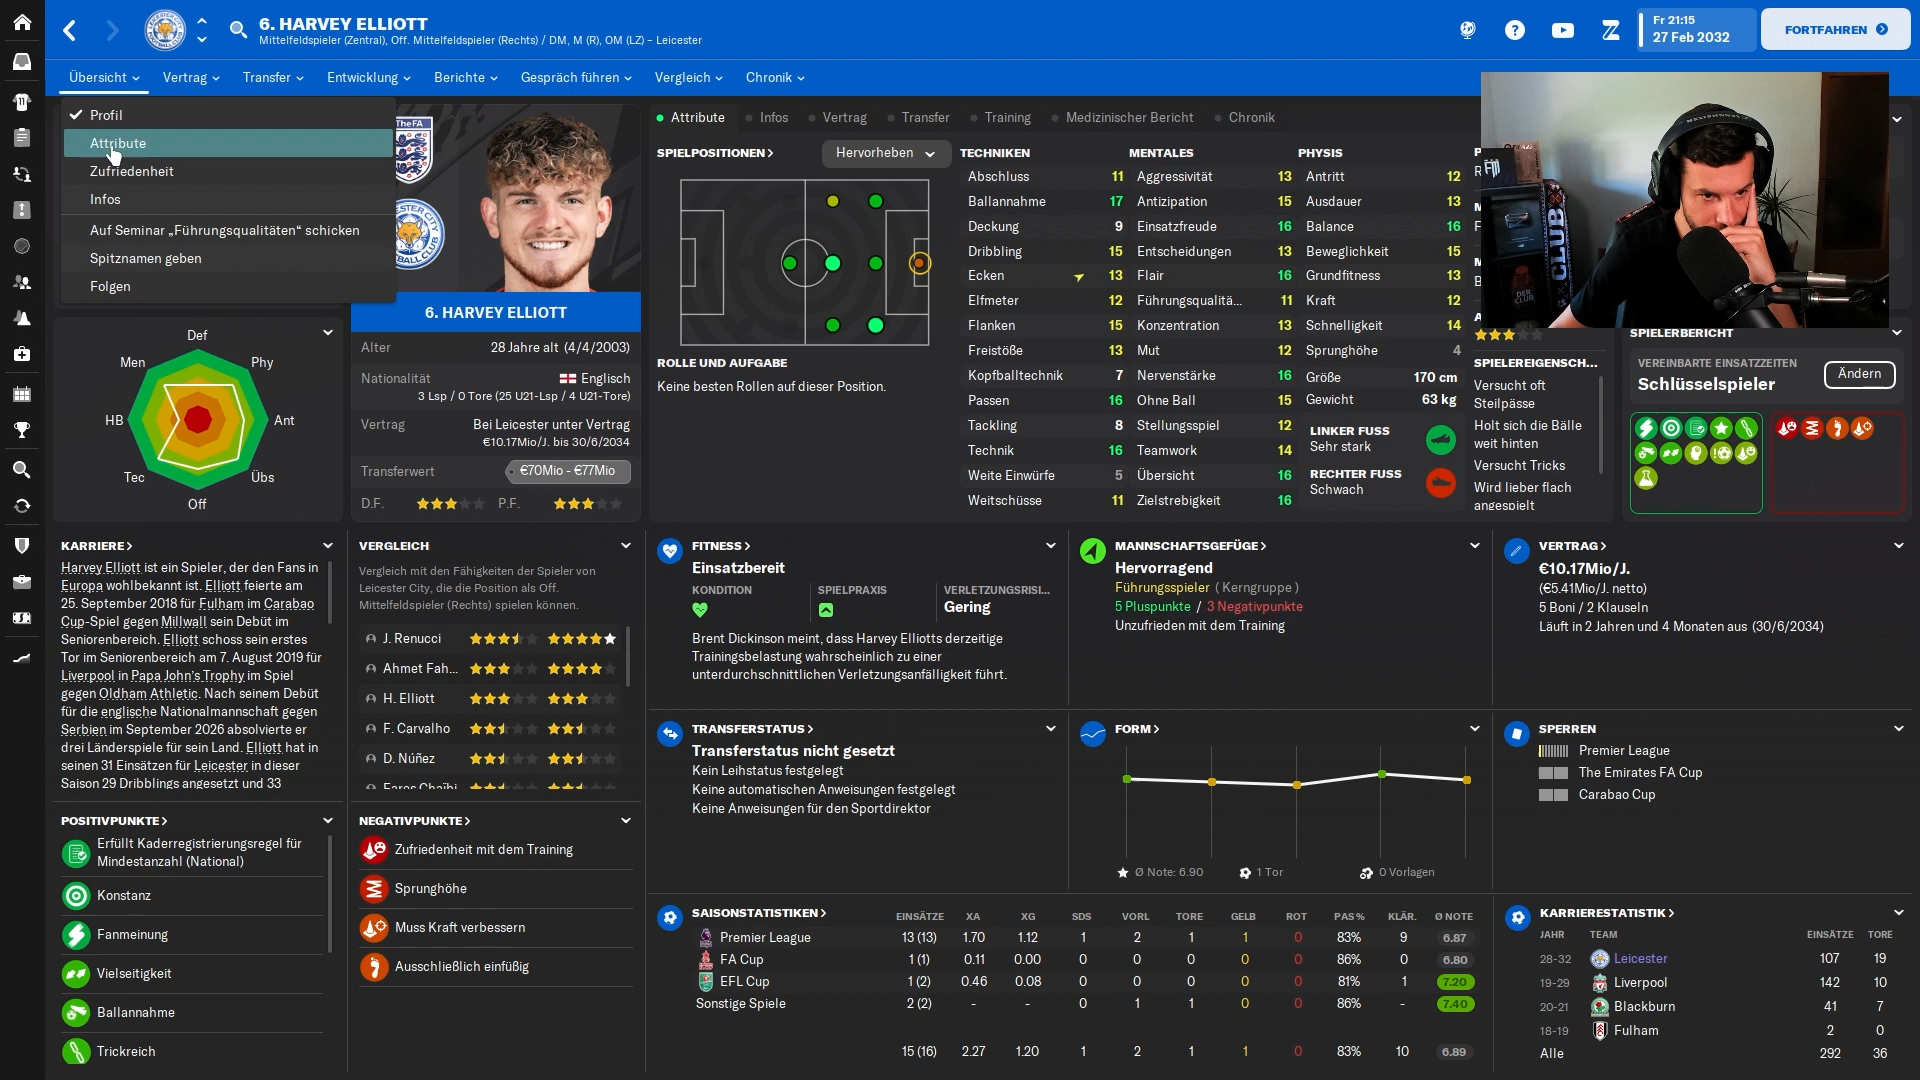 6. HARVEY ELLIOTT
Mittelfeldspieler (Zentral), Off. Mittelfeldspieler (Rechts) / DM, M (R), OM (LZ) – Leicester
Fr 21:15
27 Feb 2032
FORTFAHREN
Übersicht
Vertrag
Transfer
Entwicklung
Berichte
Gespräch führen
Vergleich
Chronik
Profil
Attribute
Zufriedenheit
Infos
Auf Seminar „Führungsqualitäten“ schicken
Spitznamen geben
Folgen
Def
Phy
Ant
Übs
Off
Tec
HB
Men
TheFA
6. HARVEY ELLIOTT
Alter 28 Jahre alt (4/4/2003)
Nationalität Englisch
3 Lsp / 0 Tore (25 U21-Lsp / 4 U21-Tore)
Vertrag Bei Leicester unter Vertrag
€10.17Mio/J. bis 30/6/2034
Transferwert €70Mio - €77Mio
D.F. P.F.
Attribute
Infos
Vertrag
Transfer
Training
Medizinischer Bericht
Chronik
SPIELPOSITIONEN
Hervorheben
ROLLE UND AUFGABE
Keine besten Rollen auf dieser Position.
TECHNIKEN
Abschluss 11
Ballannahme 17
Deckung 9
Dribbling 15
Ecken 13
Elfmeter 12
Flanken 15
Freistöße 13
Kopfballtechnik 7
Passen 16
Tackling 8
Technik 16
Weite Einwürfe 5
Weitschüsse 11
MENTALES
Aggressivität 13
Antizipation 15
Einsatzfreude 16
Entscheidungen 13
Flair 16
Führungsqualitä... 11
Konzentration 13
Mut 12
Nervenstärke 16
Ohne Ball 15
Stellungsspiel 12
Teamwork 14
Übersicht 16
Zielstrebigkeit 16
PHYSIS
Antritt 12
Ausdauer 13
Balance 16
Beweglichkeit 15
Grundfitness 13
Kraft 12
Schnelligkeit 14
Sprunghöhe 4
Größe 170 cm
Gewicht 63 kg
LINKER FUSS
Sehr stark
RECHTER FUSS
Schwach
SPIELEREIGENSCH...
Versucht oft
Steilpässe
Holt sich die Bälle
weit hinten
Versucht Tricks
Wird lieber flach
angespielt
CLUB
DER
CLUB
SPIELERBERICHT
VEREINBARTE EINSATZZEITEN
Schlüsselspieler
Ändern
KARRIERE
Harvey Elliott ist ein Spieler, der den Fans in
Europa wohlbekannt ist. Elliott feierte am
25. September 2018 für Fulham im Carabao
Cup-Spiel gegen Millwall sein Debüt im
Seniorenbereich. Elliott schoss sein erstes
Tor im Seniorenbereich am 7. August 2019 für
Liverpool in Papa John's Trophy im Spiel
gegen Oldham Athletic. Nach seinem Debüt
für die englische Nationalmannschaft gegen
Serbien im September 2026 absolvierte er
drei Länderspiele für sein Land. Elliott hat in
seinen 31 Einsätzen für Leicester in dieser
Saison 29 Dribblings angesetzt und 33
VERGLEICH
Vergleich mit den Fähigkeiten der Spieler von
Leicester City, die die Position als Off.
Mittelfeldspieler (Rechts) spielen können.
J. Renucci
Ahmet Fah...
H. Elliott
F. Carvalho
D. Núñez
Fares Chaïbi
POSITIVPUNKTE
Erfüllt Kaderregistrierungsregel für
Mindestanzahl (National)
Konstanz
Fanmeinung
Vielseitigkeit
Ballannahme
Trickreich
NEGATIVPUNKTE
Zufriedenheit mit dem Training
Sprunghöhe
Muss Kraft verbessern
Ausschließlich einfüßig
FITNESS
Einsatzbereit
KONDITION
SPIELPRAXIS
VERLETZUNGSRISI...
Gering
Brent Dickinson meint, dass Harvey Elliotts derzeitige
Trainingsbelastung wahrscheinlich zu einer
unterdurchschnittlichen Verletzungsanfälligkeit führt.
MANNSCHAFTSGEFÜGE
Hervorragend
Führungsspieler ( Kerngruppe )
5 Pluspunkte / 3 Negativpunkte
Unzufrieden mit dem Training
VERTRAG
€10.17Mio/J.
(€5.41Mio/J. netto)
5 Boni / 2 Klauseln
Läuft in 2 Jahren und 4 Monaten aus (30/6/2034)
TRANSFERSTATUS
Transferstatus nicht gesetzt
Kein Leihstatus festgelegt
Keine automatischen Anweisungen festgelegt
Keine Anweisungen für den Sportdirektor
FORM
Ø Note: 6.90
1 Tor
0 Vorlagen
SPERREN
Premier League
The Emirates FA Cup
Carabao Cup
SAISONSTATISTIKEN EINSÄTZE XA XG SDS VORL TORE GELB ROT PAS% KLÄR. Ø NOTE
Premier League 13 (13) 1.70 1.12 1 2 1 1 0 83% 9 6.87
FA Cup 1 (1) 0.11 0.00 0 0 0 0 0 86% 0 6.80
EFL Cup 1 (2) 0.46 0.08 0 0 0 0 0 81% 1 7.20
Sonstige Spiele 2 (2) - - 0 1 1 0 0 86% - 7.40
15 (16) 2.27 1.20 1 2 1 1 0 83% 10 6.89
KARRIERESTATISTIK
JAHR TEAM EINSÄTZE TORE
28-32 Leicester 107 19
19-29 Liverpool 142 10
20-21 Blackburn 41 7
18-19 Fulham 2 0
Alle 292 36